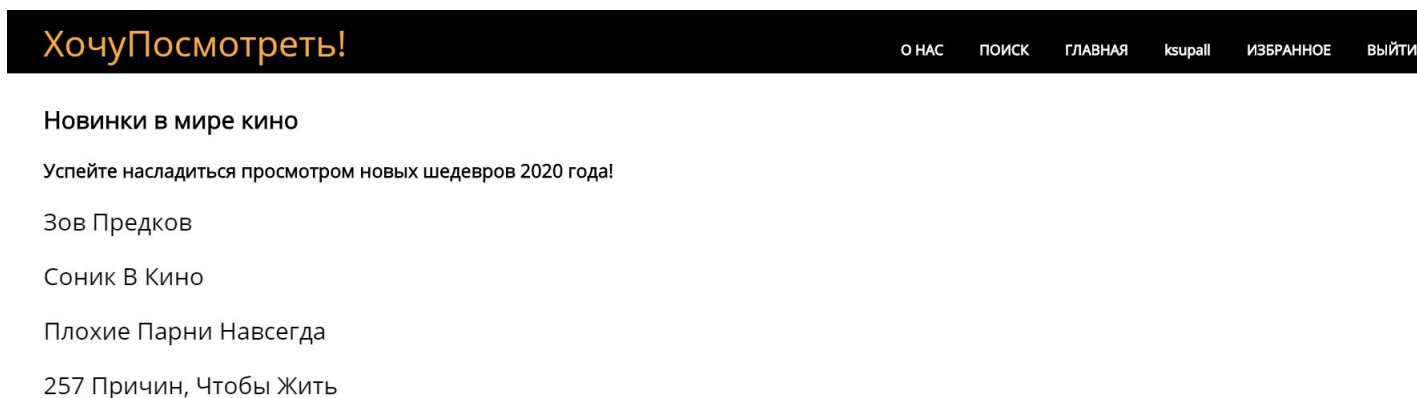 ХочуПосмотреть!
О НАС ПОИСК ГЛАВНАЯ ksupall ИЗБРАННОЕ ВЫЙТИ
Новинки в мире кино
Успейте насладиться просмотром новых шедевров 2020 года!
Зов Предков
Соник В Кино
Плохие Парни Навсегда
257 Причин, Чтобы Жить